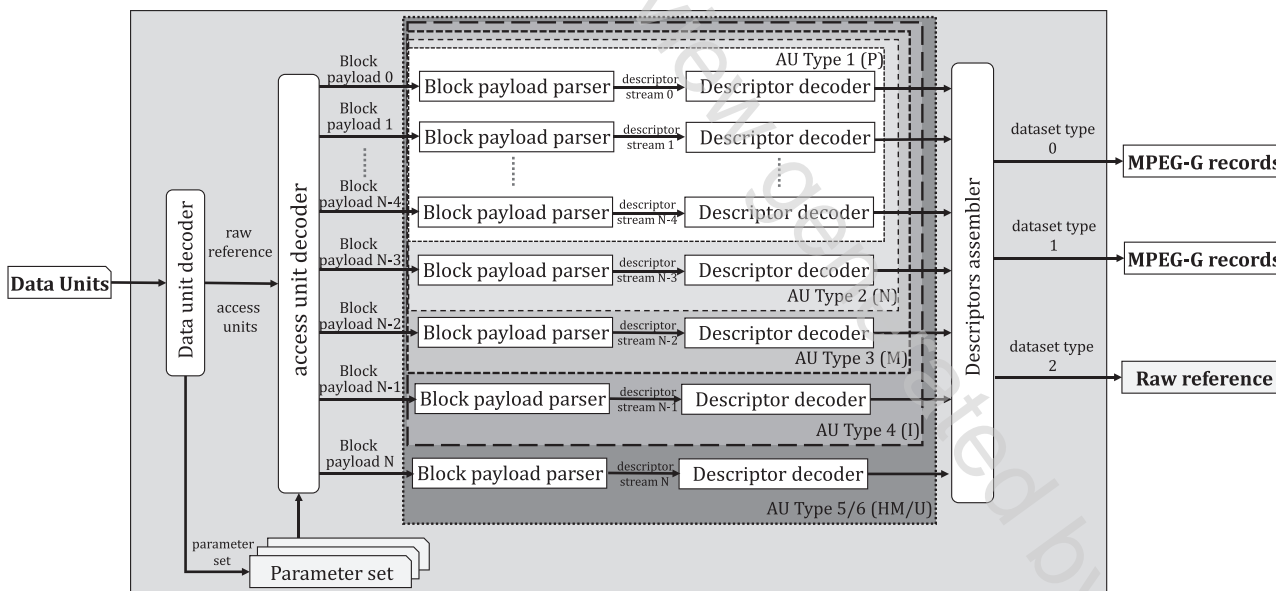 Data Units
Data unit decoder
raw
reference
access
units
parameter
set
Parameter set
access unit decoder
Block
payload 0
Block payload parser
descriptor
stream 0
Descriptor decoder
AU Type 1 (P)
Block
payload 1
Block payload parser
descriptor
stream 1
Descriptor decoder
Block
payload N-4
Block payload parser
descriptor
stream N-4
Descriptor decoder
Block
payload N-3
Block payload parser
descriptor
stream N-3
Descriptor decoder
AU Type 2 (N)
Block
payload N-2
Block payload parser
descriptor
stream N-2
Descriptor decoder
AU Type 3 (M)
Block
payload N-1
Block payload parser
descriptor
stream N-1
Descriptor decoder
AU Type 4 (I)
Block
payload N
Block payload parser
descriptor
stream N
Descriptor decoder
AU Type 5/6 (HM/U)
Descriptors assembler
dataset type
0
MPEG-G records
dataset type
1
MPEG-G records
dataset type
2
Raw reference
generated by